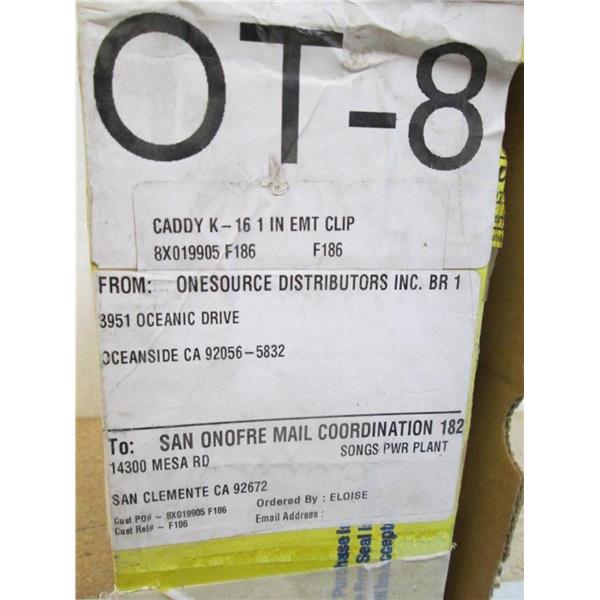 OT-8
CADDY K-16 1 IN EMT CLIP
8X019905 F186 F186
FROM: ONESOURCE DISTRIBUTORS INC. BR 1
3951 OCEANIC DRIVE
OCEANSIDE CA 92056-5832
To: SAN ONOFRE MAIL COORDINATION 182
14300 MESA RD SONGS PWR PLANT
SAN CLEMENTE CA 92672
Ordered By : ELOISE
Cust PO# - 8X019905 F186
Email Address :
Cust Rel# - F186
Seal